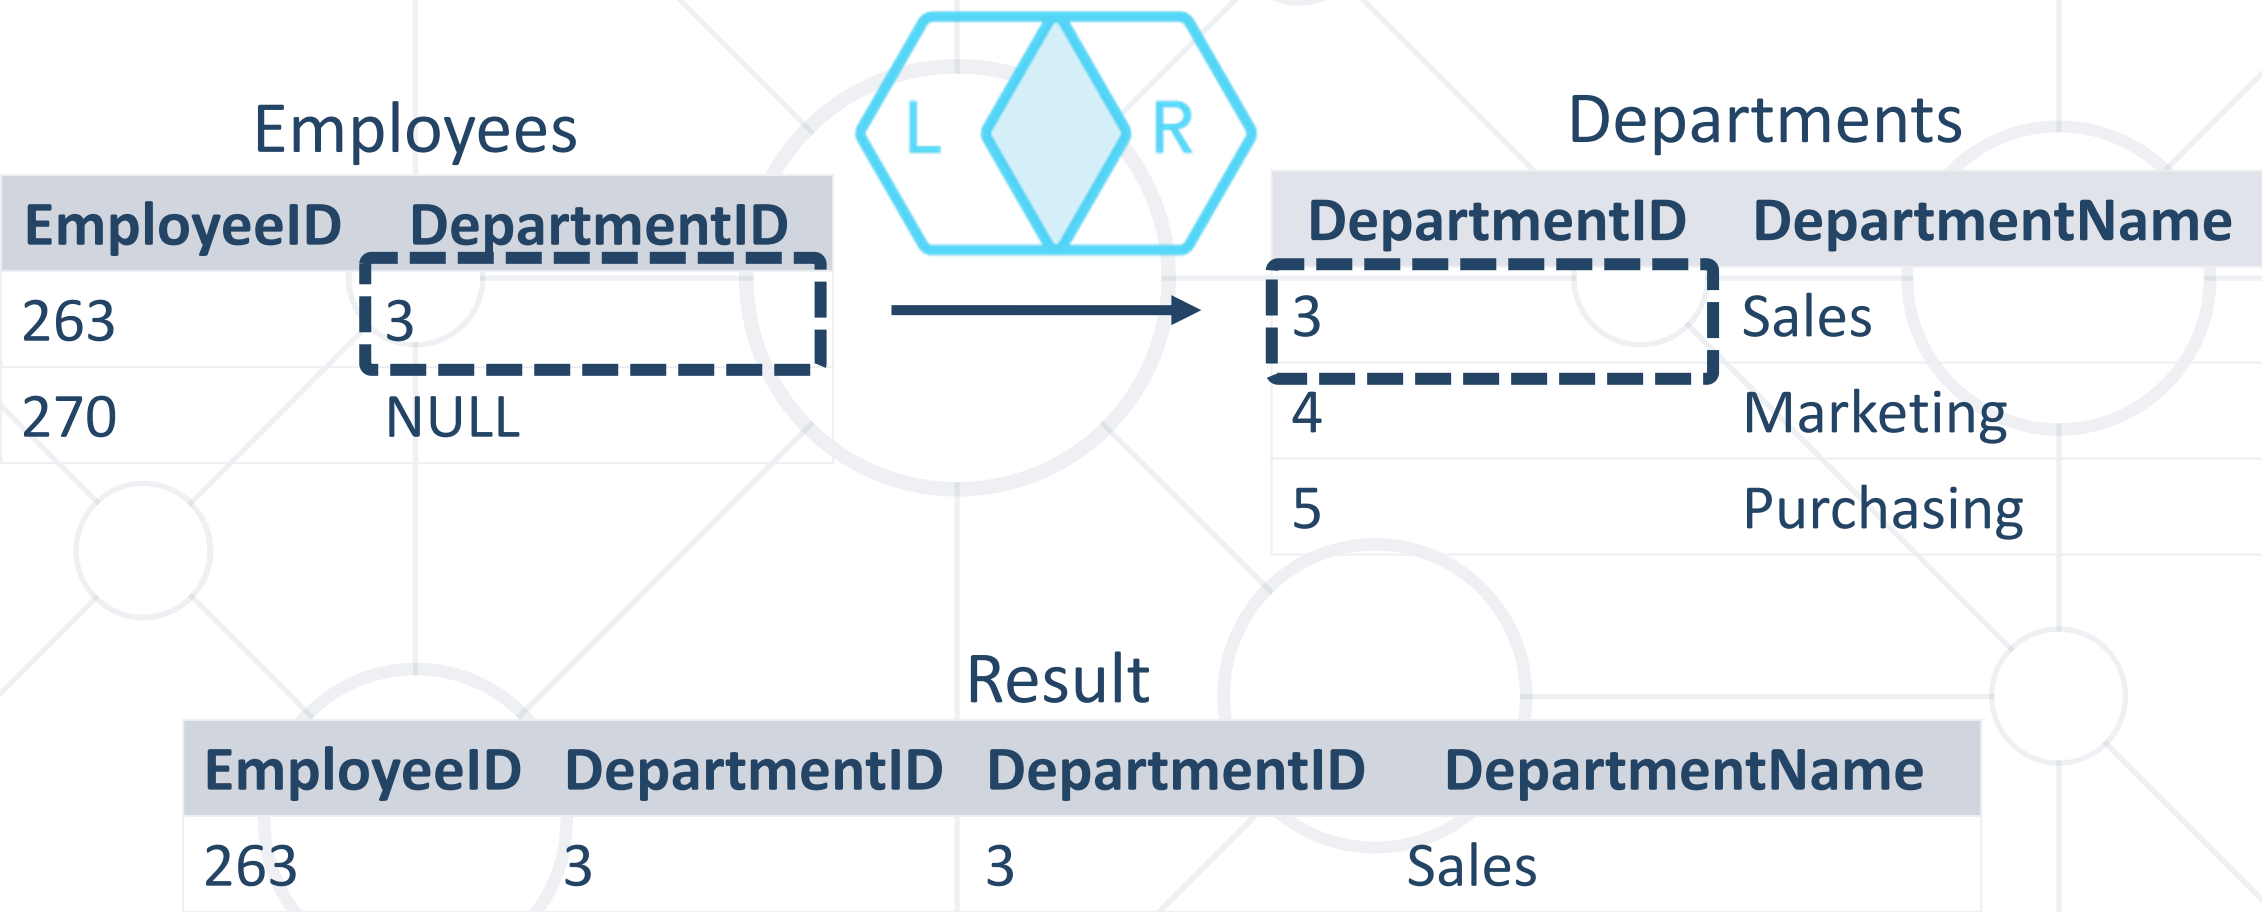 Employees
EmployeeID DepartmentID
263 3
270 NULL
L R
Departments
DepartmentID DepartmentName
3 Sales
4 Marketing
5 Purchasing
Result
EmployeeID DepartmentID DepartmentID DepartmentName
263 3 3 Sales